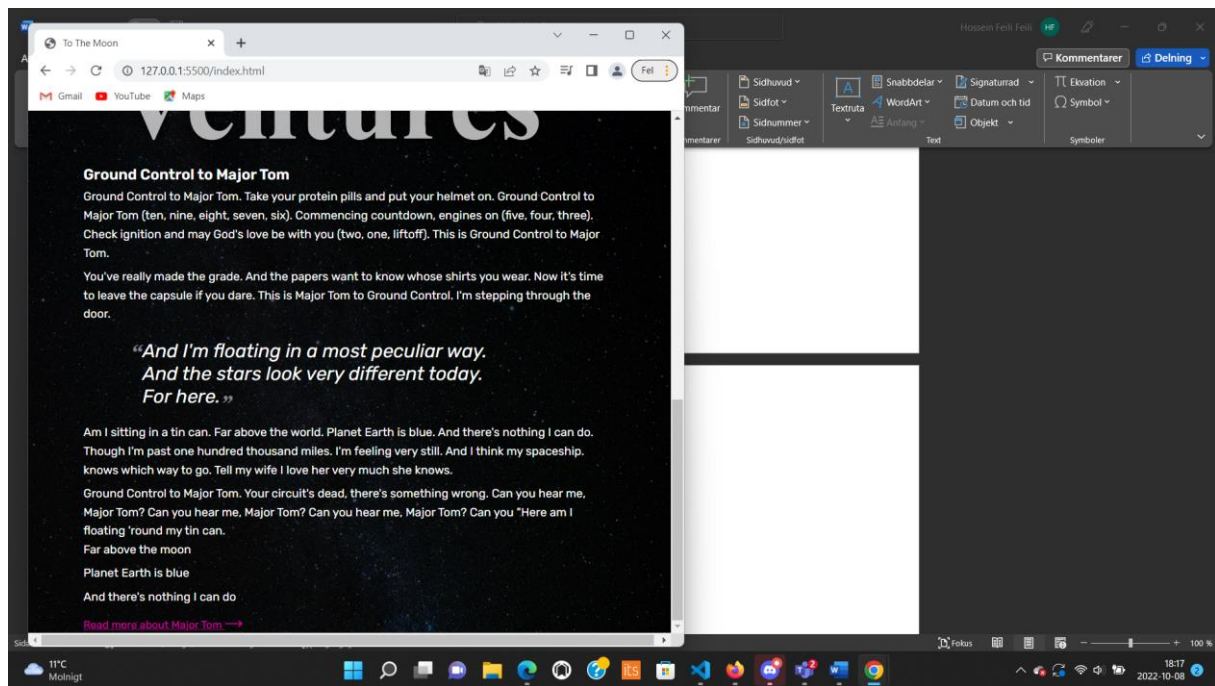 Hossein Feili Feili
HF
To The Moon
127.0.0.1:5500/index.html
Fel
Gmail
YouTube
Maps
Kommentarer
Delning
mmentar
Sidhuvud
Sidfot
Sidnummer
Textruta
Snabbdelar
WordArt
Anfang
Signaturrad
Datum och tid
Objekt
Ekvation
Symbol
mmentarer
Sidhuvud/sidfot
Text
Symboler
ventures
Ground Control to Major Tom
Ground Control to Major Tom. Take your protein pills and put your helmet on. Ground Control to
Major Tom (ten, nine, eight, seven, six). Commencing countdown, engines on (five, four, three).
Check ignition and may God's love be with you (two, one, liftoff). This is Ground Control to Major
Tom.
You've really made the grade. And the papers want to know whose shirts you wear. Now it's time
to leave the capsule if you dare. This is Major Tom to Ground Control. I'm stepping through the
door.
“And I'm floating in a most peculiar way.
And the stars look very different today.
For here.”
Am I sitting in a tin can. Far above the world. Planet Earth is blue. And there's nothing I can do.
Though I'm past one hundred thousand miles. I'm feeling very still. And I think my spaceship.
knows which way to go. Tell my wife I love her very much she knows.
Ground Control to Major Tom. Your circuit's dead, there's something wrong. Can you hear me,
Major Tom? Can you hear me, Major Tom? Can you hear me, Major Tom? Can you "Here am I
floating 'round my tin can.
Far above the moon
Planet Earth is blue
And there's nothing I can do
Read more about Major Tom ⟶
Fokus
100 %
11°C
Molnigt
its
18:17
2022-10-08
2